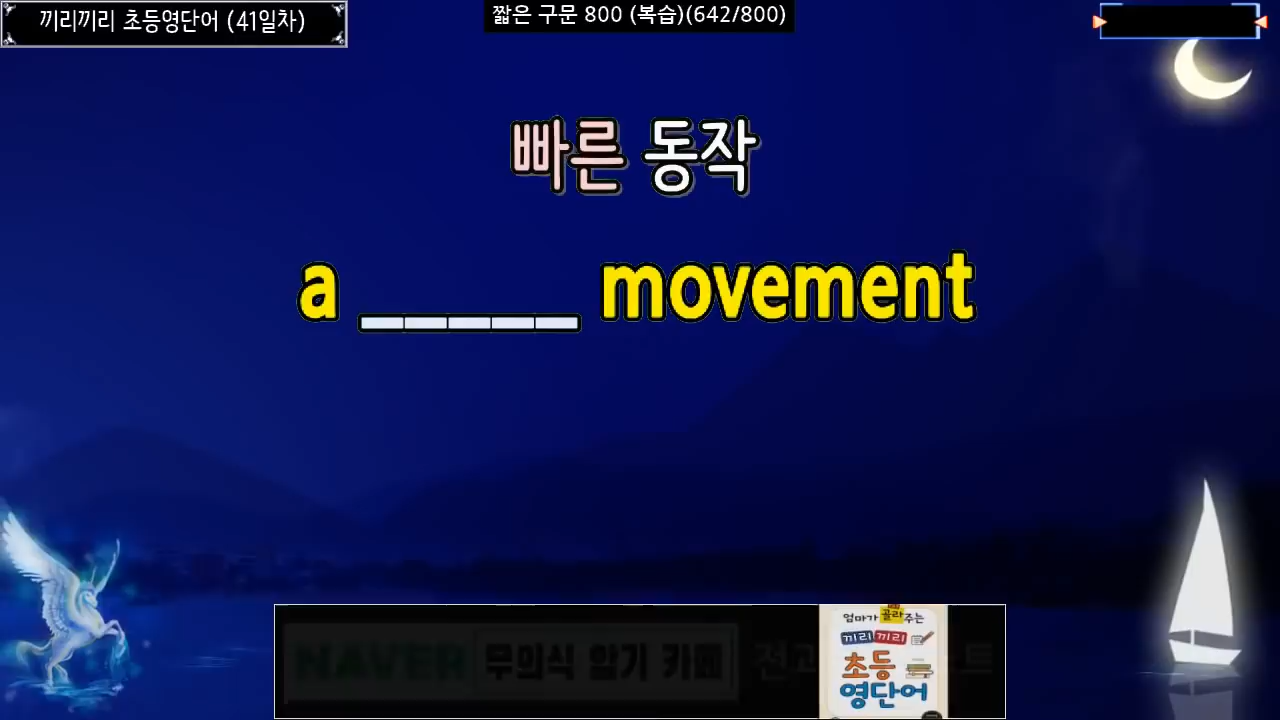 끼리끼리 초등영단어 (41일차)
짧은 구문 800 (복습)(642/800)
빠른 동작
a _____ movement
NAVER 무의식 암기 카페
엄마가 골라주는
끼리끼리
초등
영단어